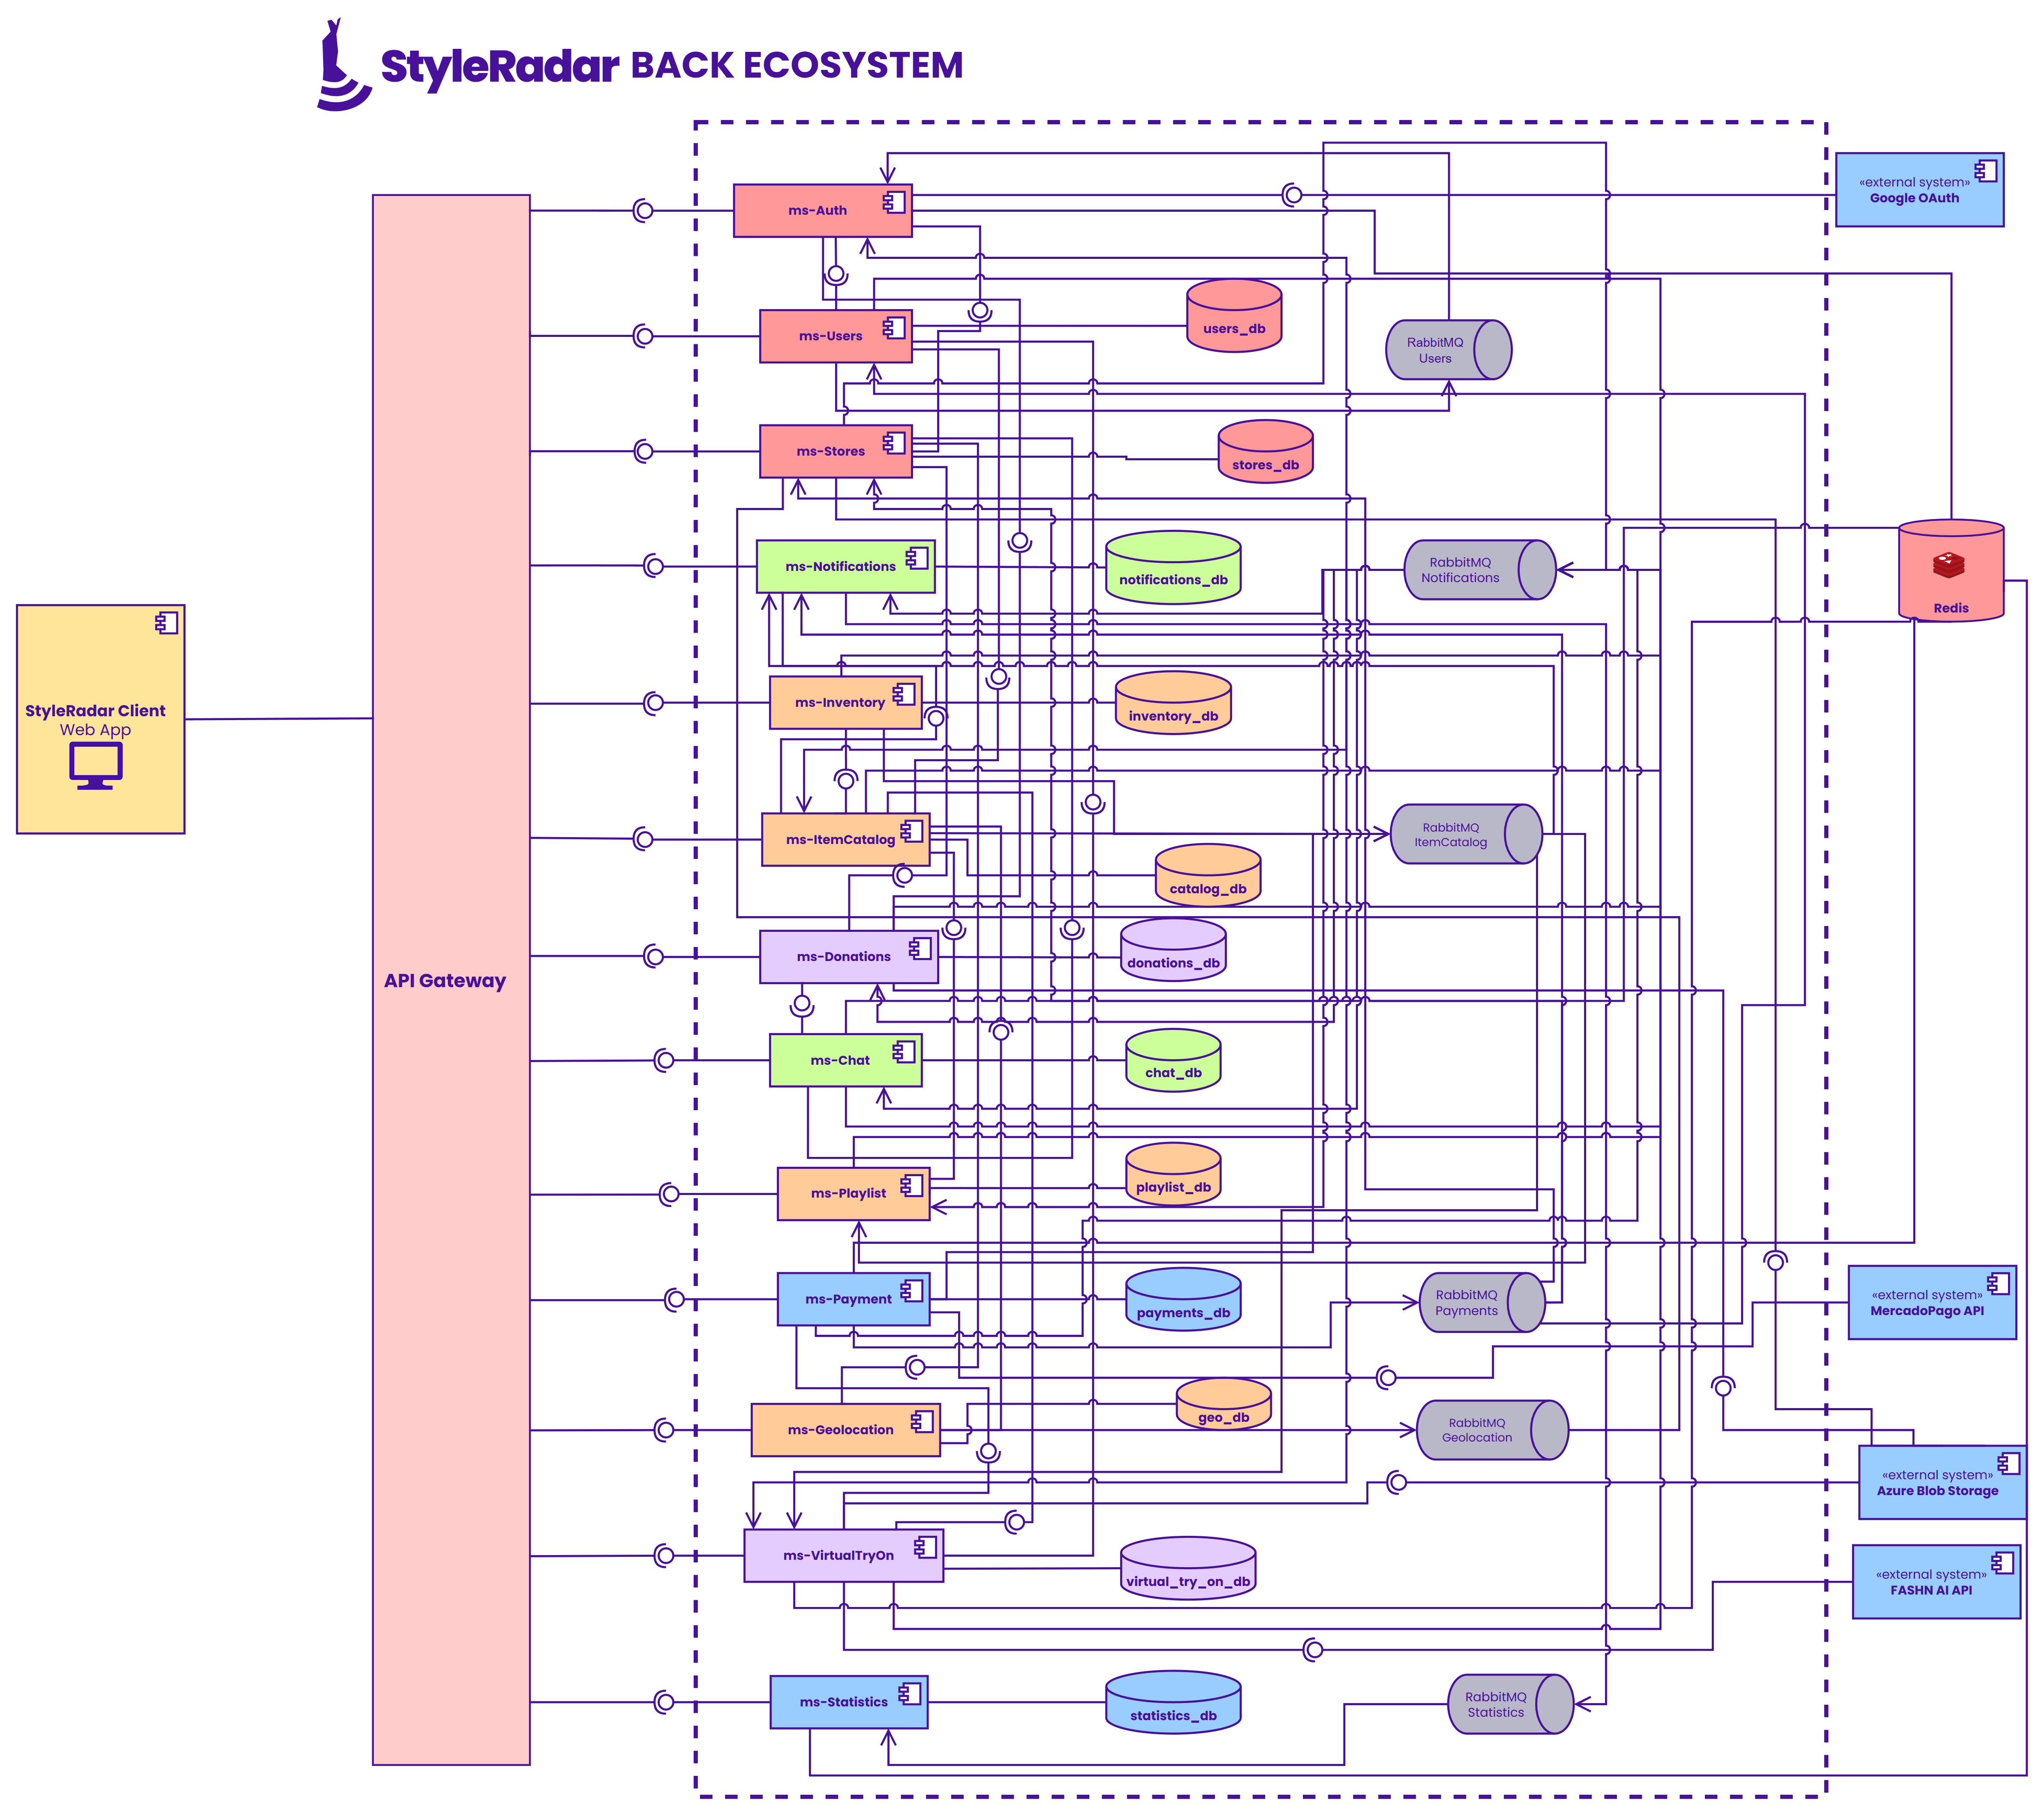 StyleRadar BACK ECOSYSTEM
«external system»
Google OAuth
ms-Auth
ms-Users
users_db
RabbitMQ
Users
ms-Stores
stores_db
ms-Notifications
notifications_db
RabbitMQ
Notifications
Redis
StyleRadar Client
Web App
ms-Inventory
inventory_db
ms-ItemCatalog
catalog_db
RabbitMQ
ItemCatalog
API Gateway
ms-Donations
donations_db
ms-Chat
chat_db
ms-Playlist
playlist_db
ms-Payment
payments_db
RabbitMQ
Payments
«external system»
MercadoPago API
ms-Geolocation
geo_db
RabbitMQ
Geolocation
«external system»
Azure Blob Storage
ms-VirtualTryOn
virtual_try_on_db
«external system»
FASHN AI API
ms-Statistics
statistics_db
RabbitMQ
Statistics